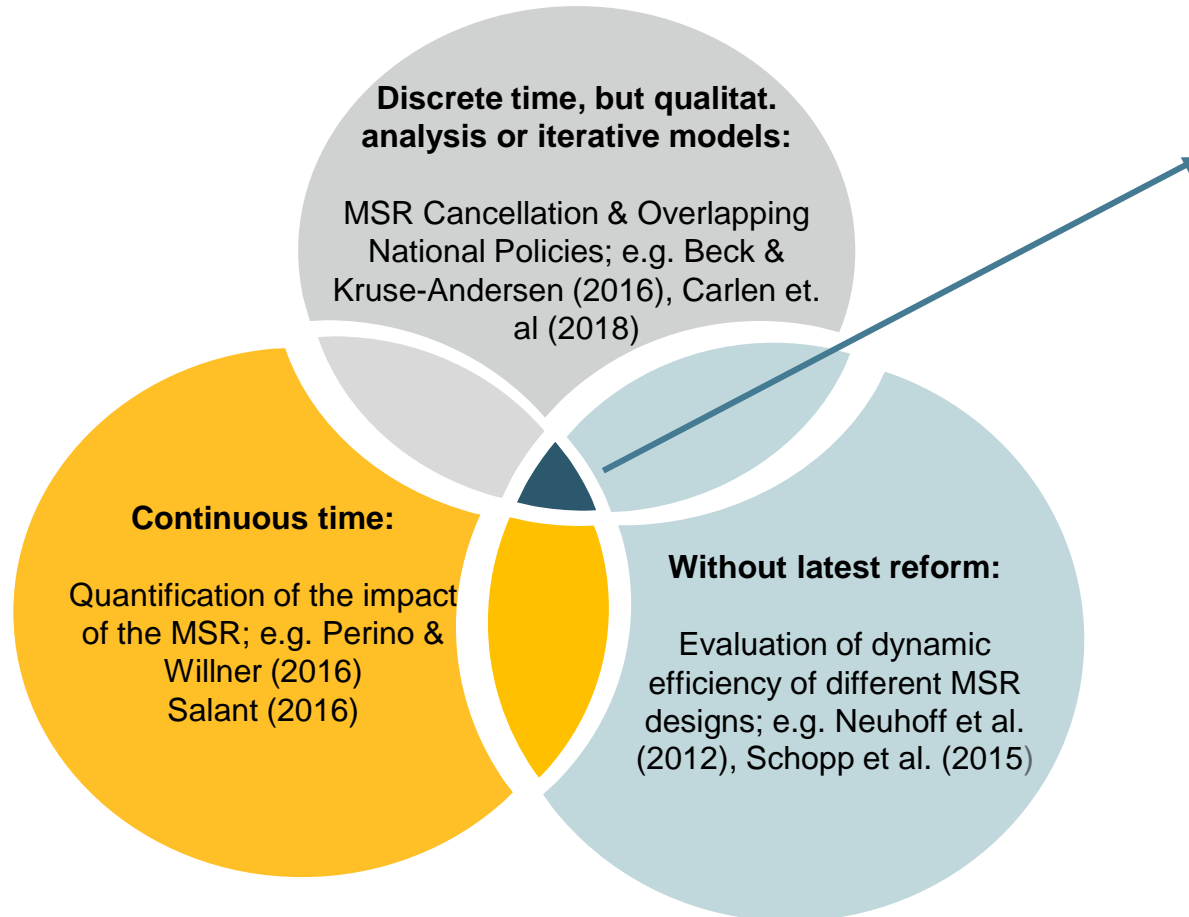 Discrete time, but qualitat.
analysis or iterative models:
MSR Cancellation & Overlapping
National Policies; e.g. Beck &
Kruse-Andersen (2016), Carlen et.
al (2018)
Continuous time:
Quantification of the impact
of the MSR; e.g. Perino &
Willner (2016)
Salant (2016)
Without latest reform:
Evaluation of dynamic
efficiency of different MSR
designs; e.g. Neuhoff et al.
(2012), Schopp et al. (2015)